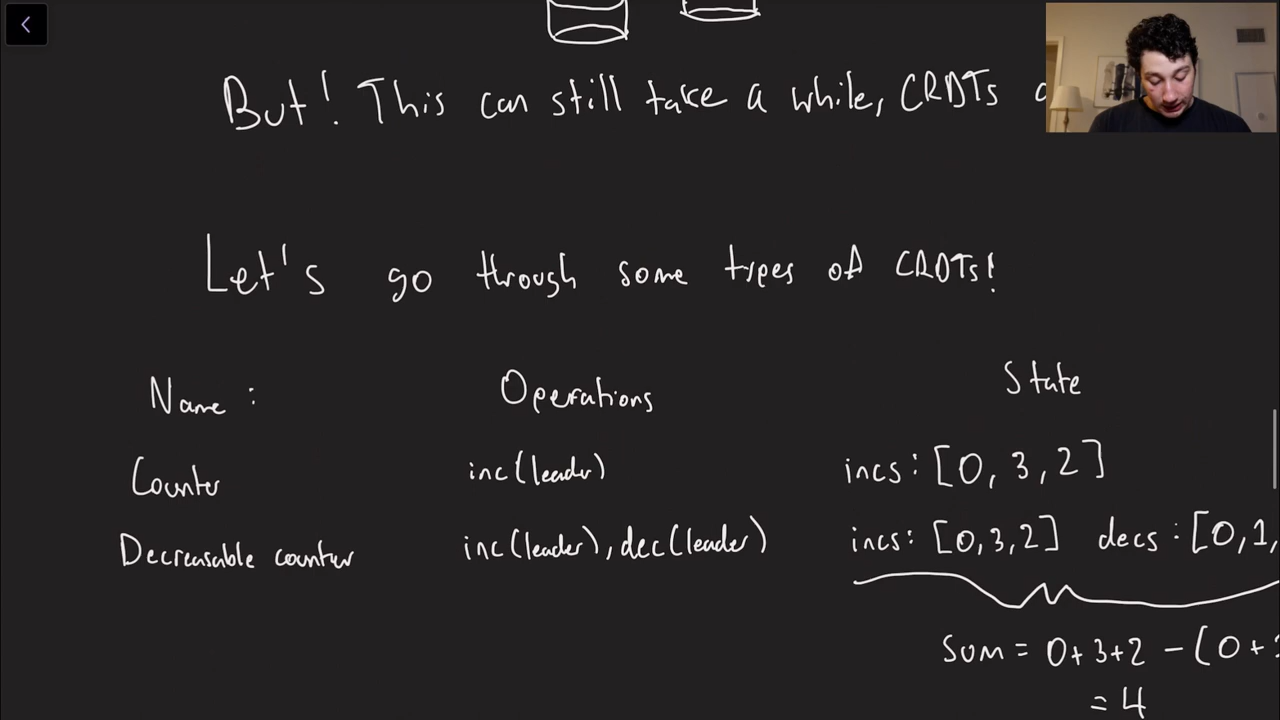 But! This can still take a while, CRDTs
Let's go through some types of CRDTs!
Name: Operations State
Counter inc(leader) incs: [0, 3, 2]
Decreasable counter inc(leader), dec(leader) incs: [0,3,2] decs: [0,1,
Sum = 0+3+2 - (0+
= 4